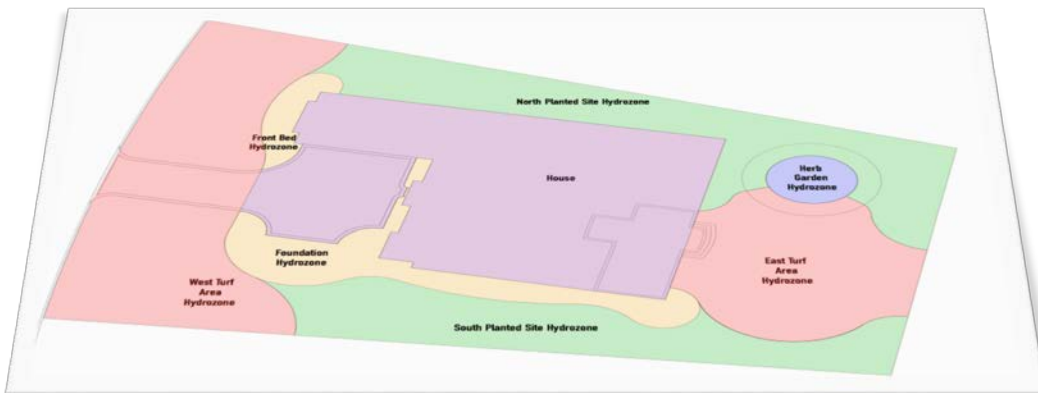 North Planted Site Hydrozone
Front Bed
Hydrozone
House
Herb
Garden
Hydrozone
Foundation
Hydrozone
East Turf
Area
Hydrozone
West Turf
Area
Hydrozone
South Planted Site Hydrozone